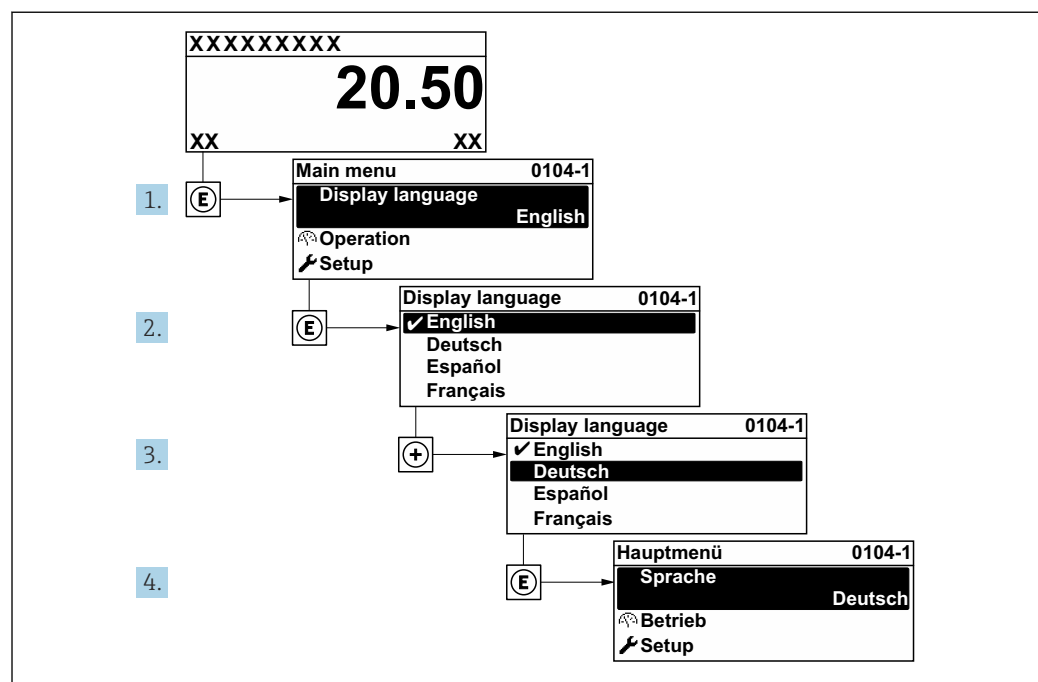 XXXXXXXXX
20.50
XX XX
1. E
Main menu 0104-1
Display language
English
Operation
Setup
2. E
Display language 0104-1
✔ English
Deutsch
Español
Français
3. +
Display language 0104-1
✔ English
Deutsch
Español
Français
4. E
Hauptmenü 0104-1
Sprache
Deutsch
Betrieb
Setup